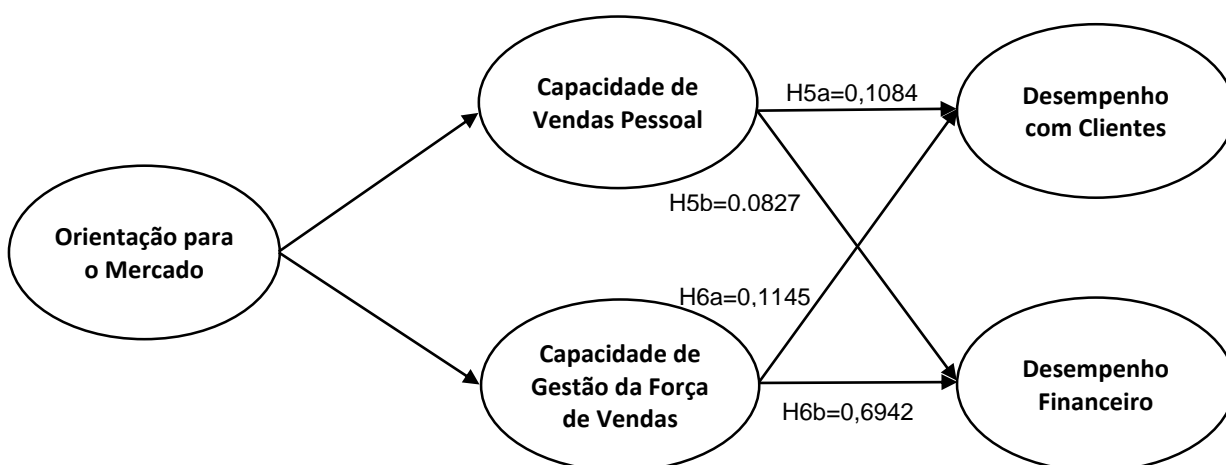 Capacidade de
Vendas Pessoal
H5a=0,1084
Desempenho
com Clientes
H5b=0.0827
Orientação para
o Mercado
H6a=0,1145
Capacidade de
Gestão da Força
de Vendas
H6b=0,6942
Desempenho
Financeiro